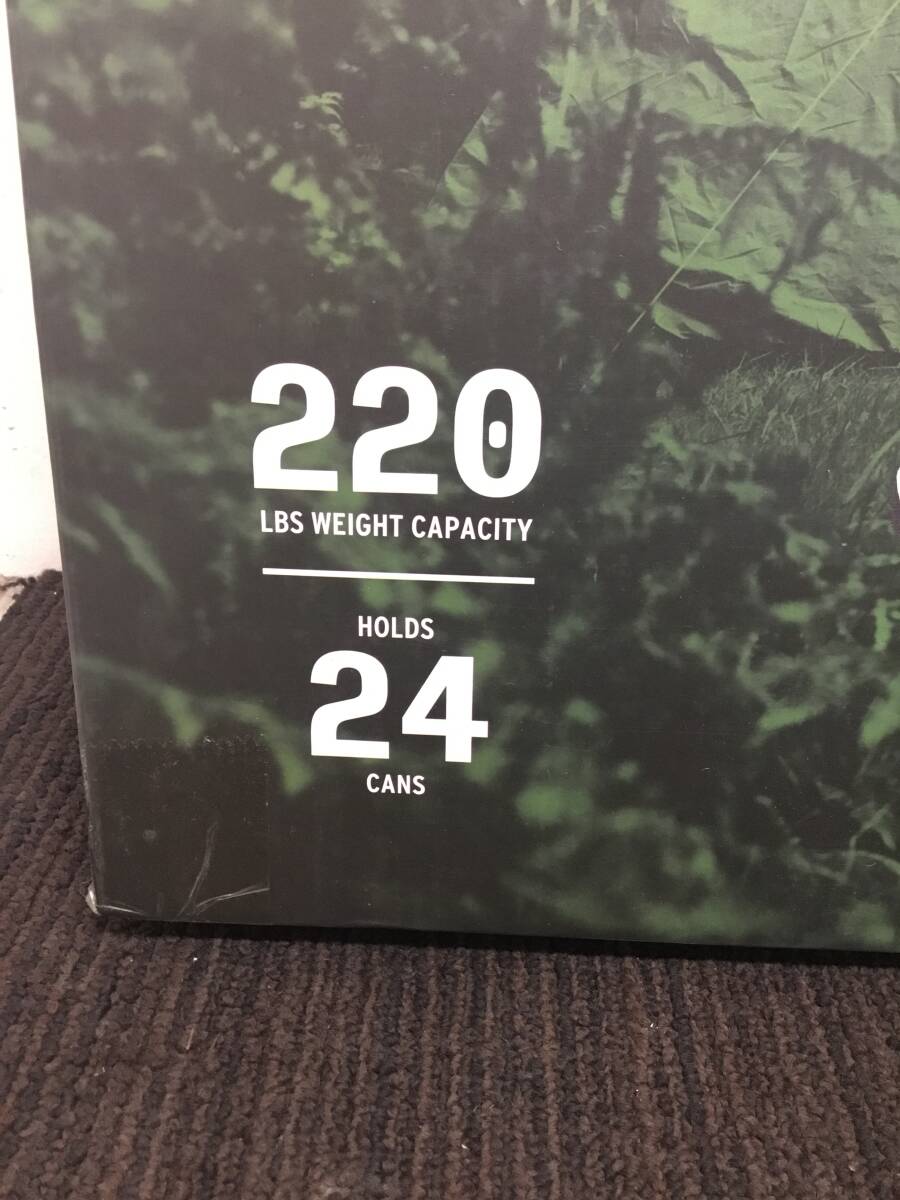 220
LBS WEIGHT CAPACITY
HOLDS
24
CANS